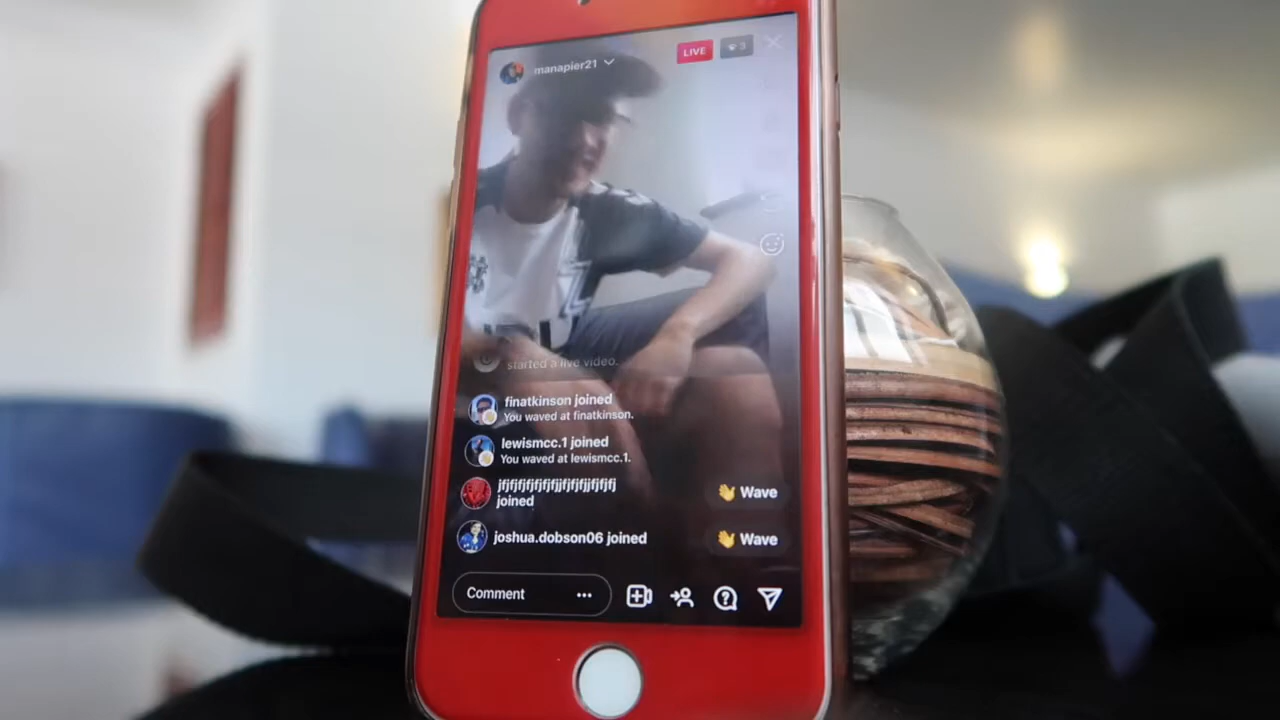 manapier21
LIVE
3
started a live video.
finatkinson joined
You waved at finatkinson.
lewismcc.1 joined
You waved at lewismcc.1.
joined
Wave
joshua.dobson06 joined
Wave
Comment